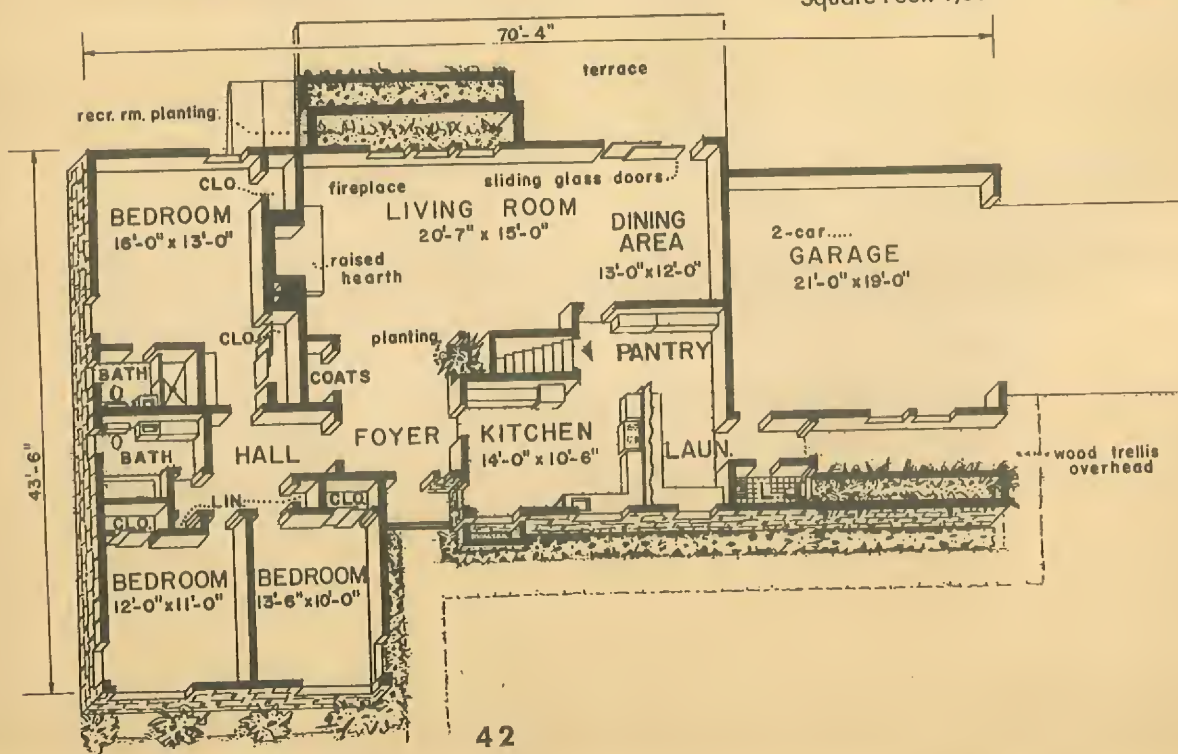 Square Feet:
70'-4"
terrace
recr. rm. planting
CLO.
fireplace
sliding glass doors
BEDROOM
16'-0" x 13'-0"
LIVING ROOM
20'-7" x 15'-0"
DINING
AREA
13'-0"x12'-0"
2-car
GARAGE
21'-0" x19'-0"
raised
hearth
43'-6"
CLO.
planting
COATS
PANTRY
BATH
BATH
HALL
FOYER
KITCHEN
14'-0" x 10'-6"
LAUN.
wood trellis
overhead
LIN.
CLO.
CLO.
BEDROOM
12'-0"x11'-0"
BEDROOM
13'-6"x10'-0"
42